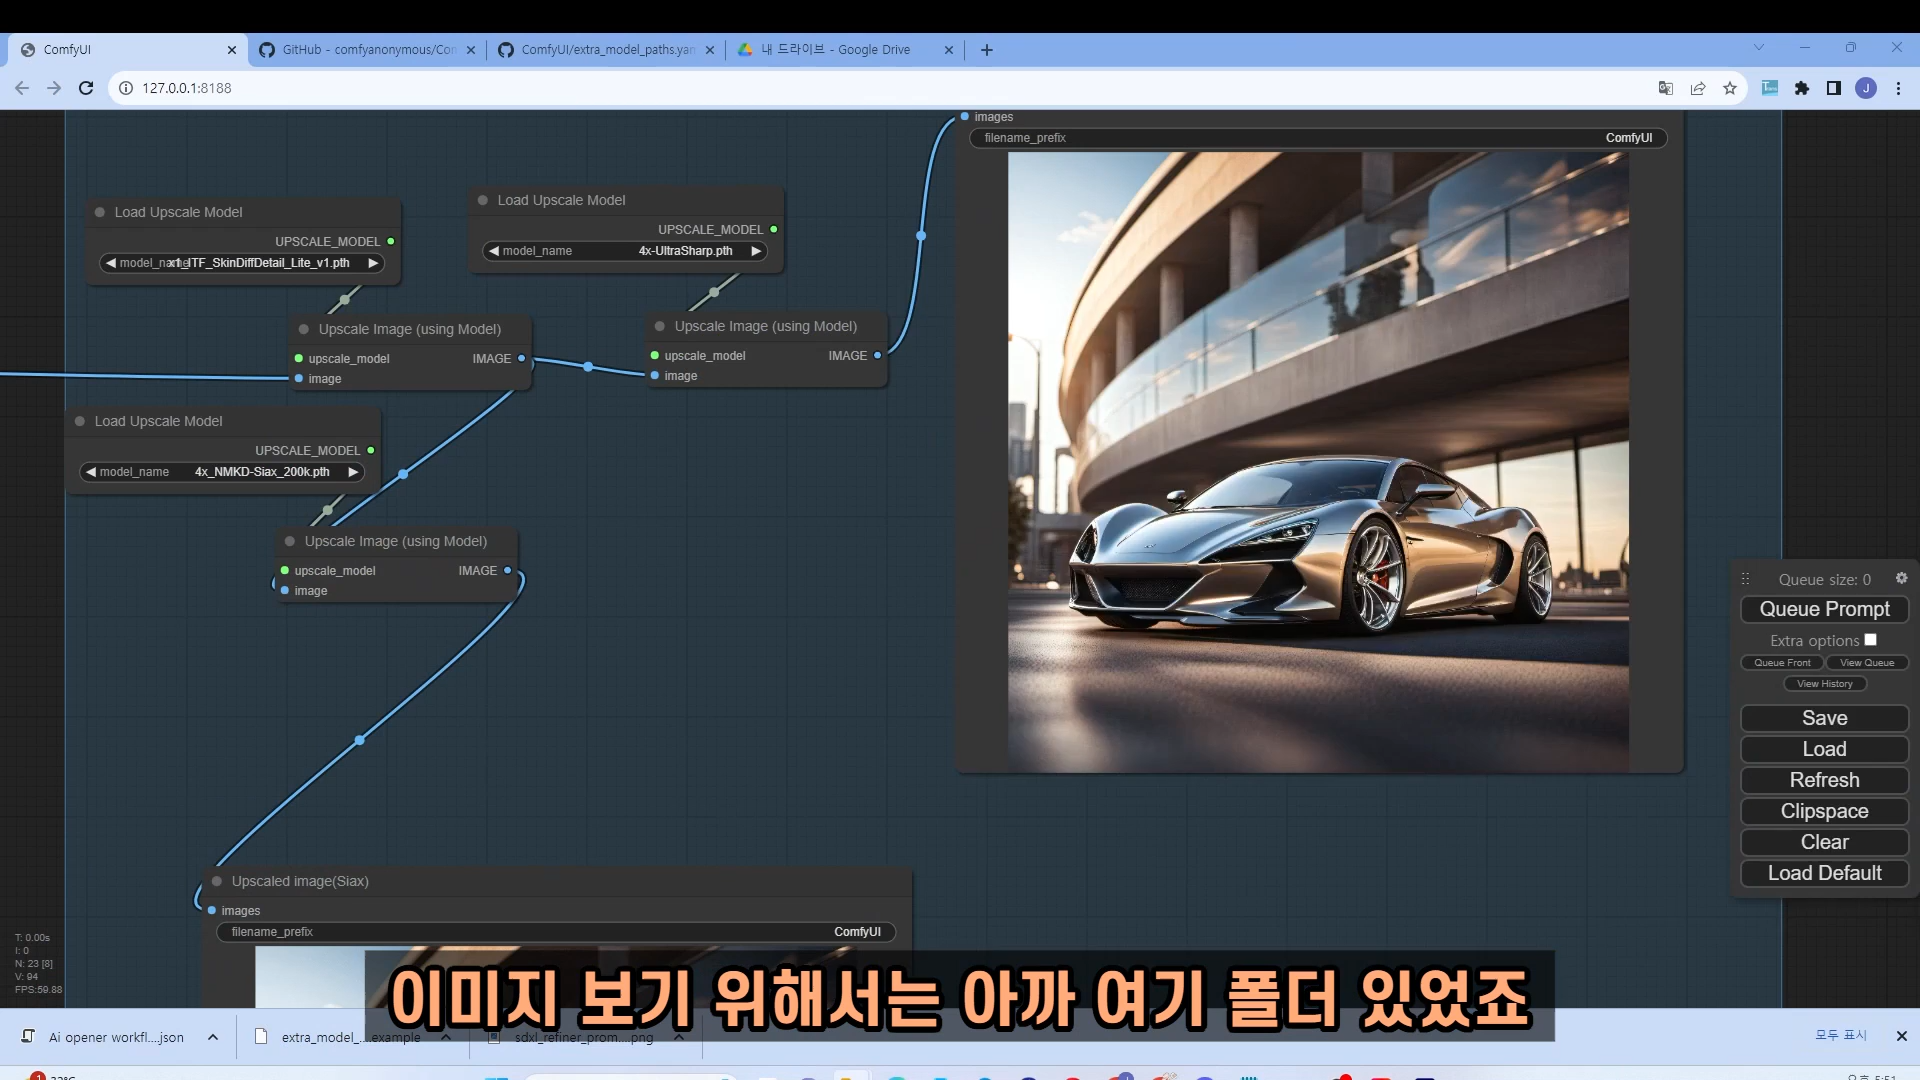 ComfyUI
GitHub - comfyanonymous/Con
ComfyUI/extra_model_paths.yan
내 드라이브 - Google Drive
127.0.0.1:8188
images
filename_prefix ComfyUI
Load Upscale Model
UPSCALE_MODEL
x1_ITF_SkinDiffDetail_Lite_v1.pth
Load Upscale Model
UPSCALE_MODEL
model_name 4x-UltraSharp.pth
Upscale Image (using Model)
upscale_model IMAGE
image
Upscale Image (using Model)
upscale_model IMAGE
image
Load Upscale Model
UPSCALE_MODEL
model_name 4x_NMKD-Siax_200k.pth
Upscale Image (using Model)
upscale_model IMAGE
image
Queue size: 0
Queue Prompt
Extra options
Queue Front View Queue
View History
Save
Load
Refresh
Clipspace
Clear
Load Default
Upscaled image(Siax)
images
filename_prefix ComfyUI
T: 0.00s
I: 0
N: 23 [8]
V: 94
FPS:59.88
이미지 보기 위해서는 아까 여기 폴더 있었죠
Ai opener workfl....json
extra_model_....example
sdxl_refiner_prom....png
모두 표시